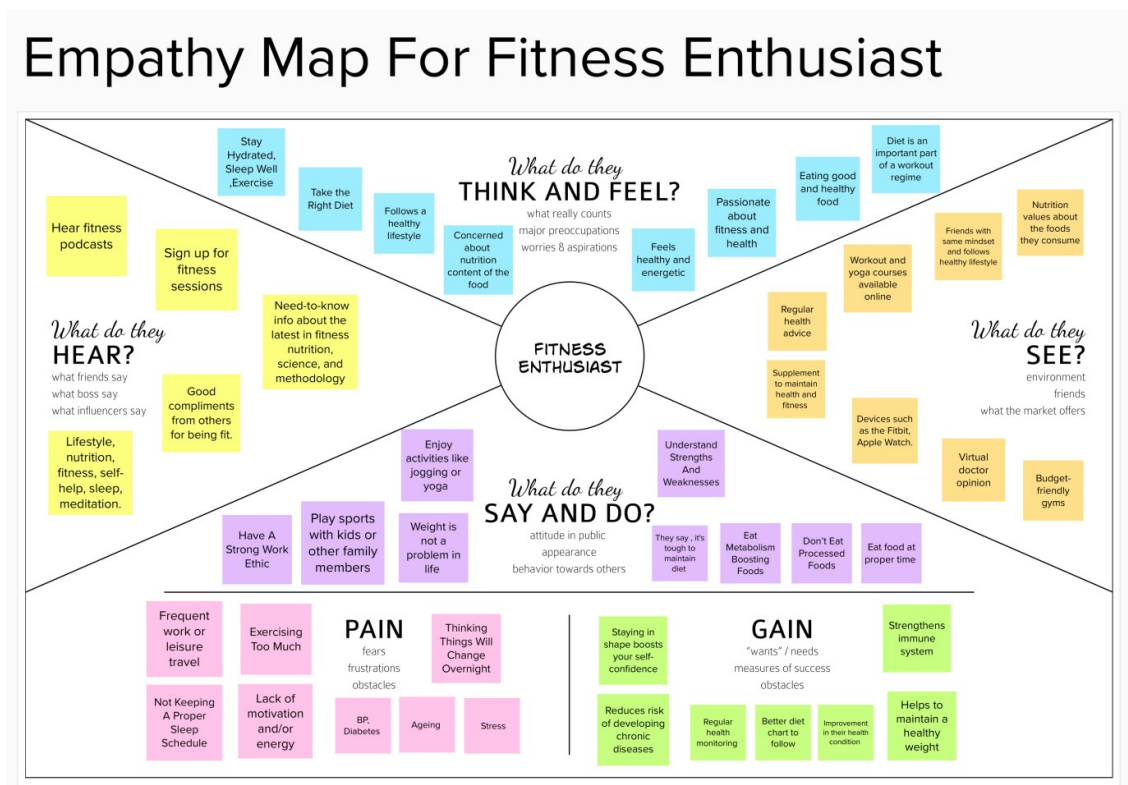 Empathy Map For Fitness Enthusiast
Stay
Hydrated,
Sleep Well
,Exercise
Take the
Right Diet
Follows a
healthy
lifestyle
Concerned
about
nutrition
content of the
food
What do they
THINK AND FEEL?
what really counts
major preoccupations
worries & aspirations
Feels
healthy and
energetic
Passionate
about
fitness and
health
Eating good
and healthy
food
Diet is an
important part
of a workout
regime
Hear fitness
podcasts
Sign up for
fitness
sessions
Need-to-know
info about the
latest in fitness
nutrition,
science, and
methodology
What do they
HEAR?
what friends say
what boss say
what influencers say
Good
compliments
from others
for being fit.
Lifestyle,
nutrition,
fitness, self-
help, sleep,
meditation.
FITNESS
ENTHUSIAST
Nutrition
values about
the foods
they consume
Friends with
same mindset
and follows
healthy lifestyle
Workout and
yoga courses
available
online
Regular
health
advice
What do they
SEE?
environment
friends
what the market offers
Supplement
to maintain
health and
fitness
Devices such
as the Fitbit,
Apple Watch.
Virtual
doctor
opinion
Budget-
friendly
gyms
Enjoy
activities like
jogging or
yoga
Understand
Strengths
And
Weaknesses
What do they
SAY AND DO?
attitude in public
appearance
behavior towards others
Have A
Strong Work
Ethic
Play sports
with kids or
other family
members
Weight is
not a
problem in
life
They say , it's
tough to
maintain
diet
Eat
Metabolism
Boosting
Foods
Don't Eat
Processed
Foods
Eat food at
proper time
Frequent
work or
leisure
travel
Exercising
Too Much
PAIN
fears
frustrations
obstacles
Thinking
Things Will
Change
Overnight
Not Keeping
A Proper
Sleep
Schedule
Lack of
motivation
and/or
energy
BP,
Diabetes
Ageing
Stress
Staying in
shape boosts
your self-
confidence
GAIN
"wants" / needs
measures of success
obstacles
Strengthens
immune
system
Reduces risk
of developing
chronic
diseases
Regular
health
monitoring
Better diet
chart to
follow
Improvement
in their health
condition
Helps to
maintain a
healthy
weight